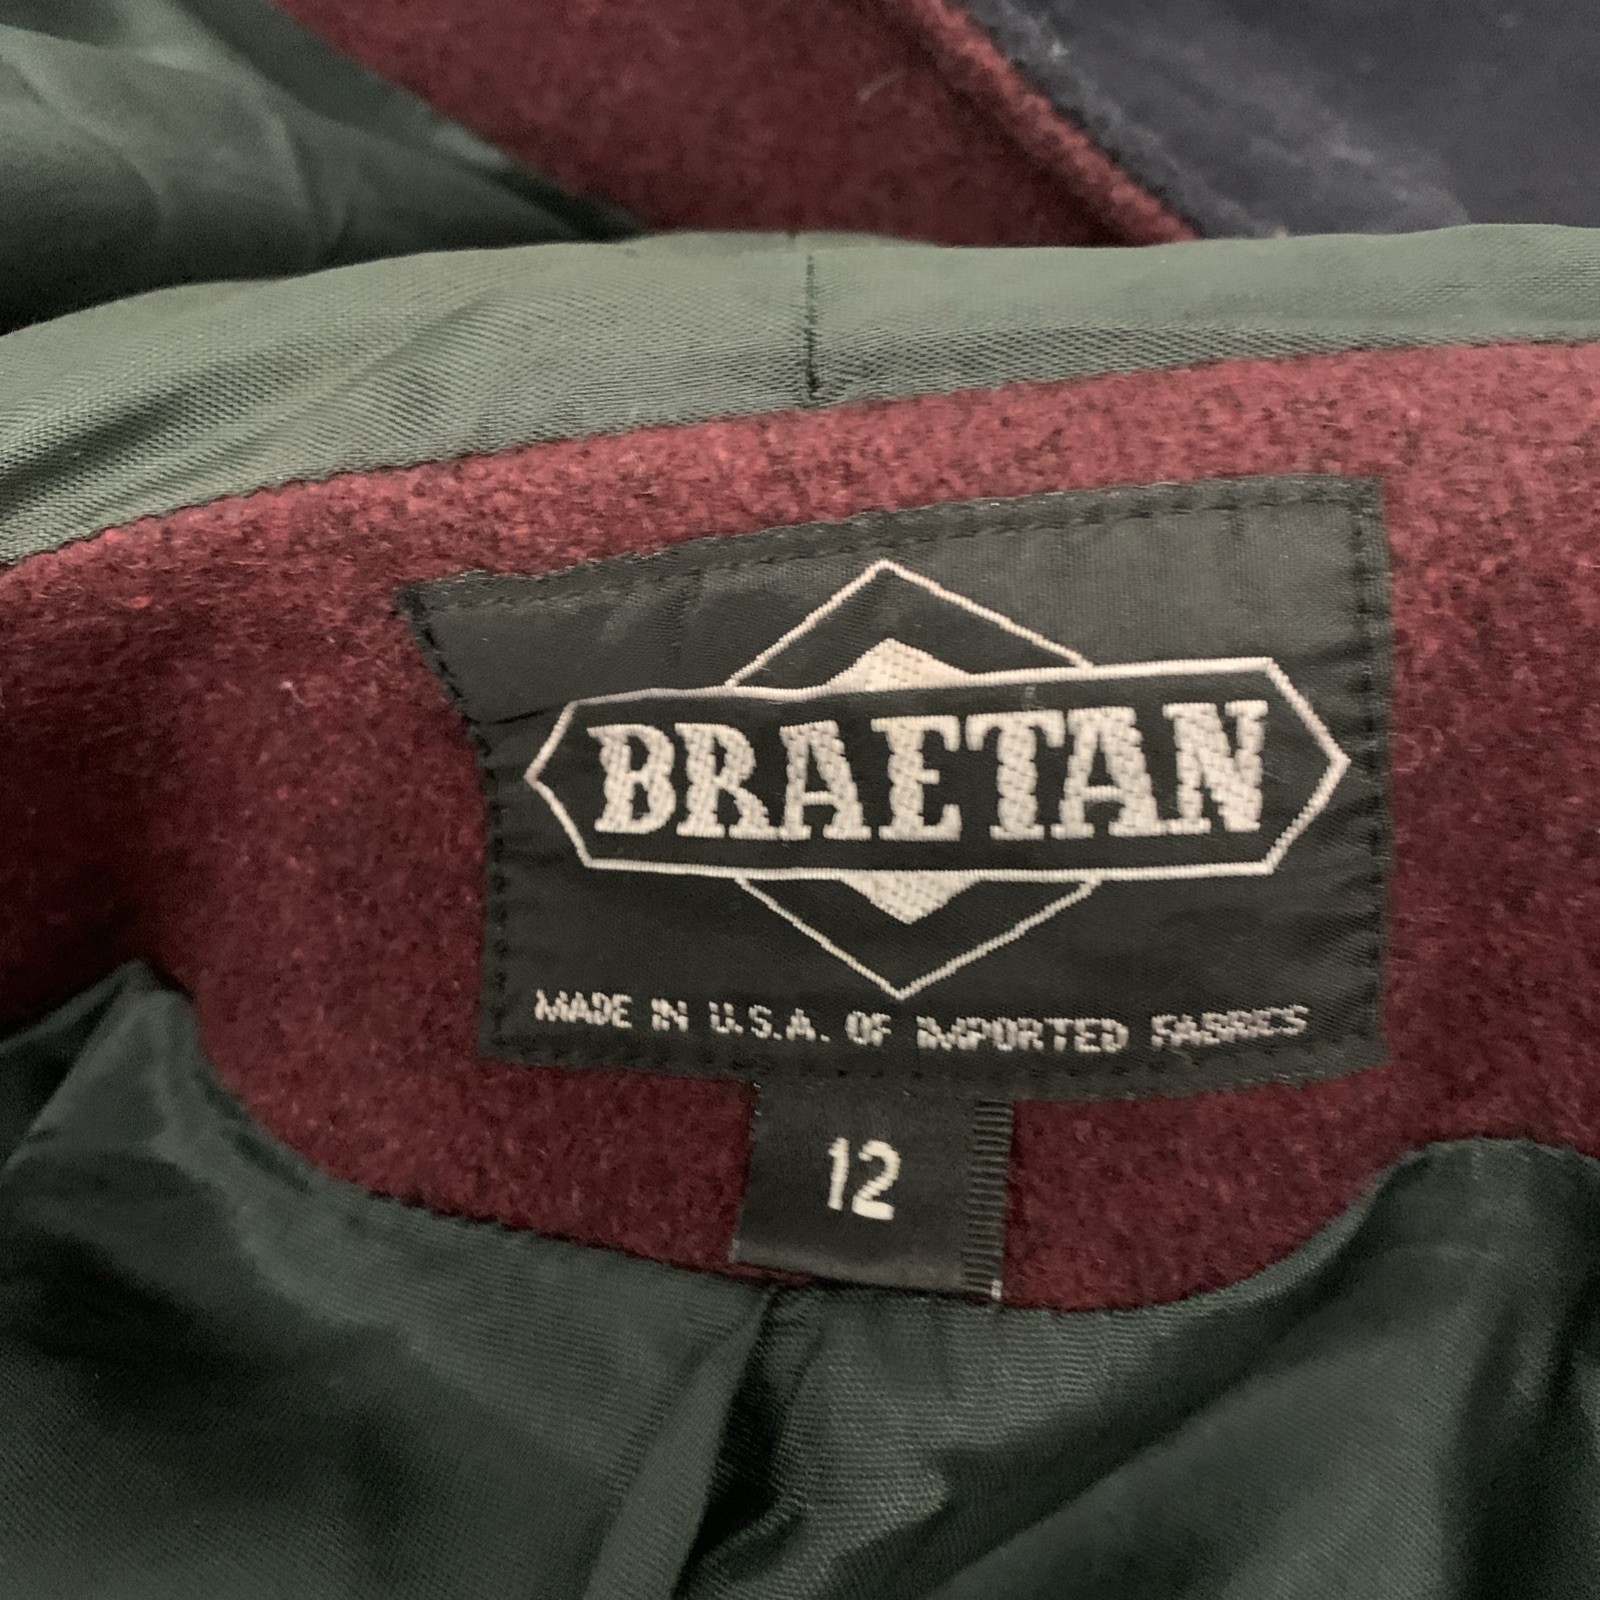 BRAETAN
MADE IN U.S.A. OF IMPORTED FABRICS
12